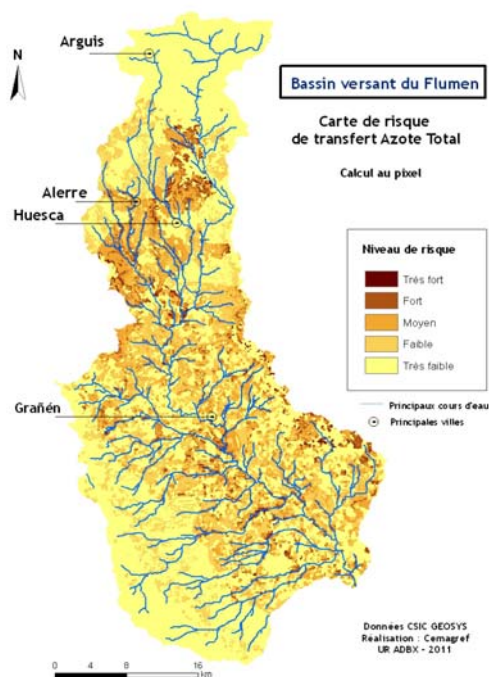 Arguis
N
Bassin versant du Flumen
Carte de risque
de transfert Azote Total
Calcul au pixel
Alerre
Huesca
Niveau de risque
Très fort
Fort
Moyen
Faible
Très faible
Principaux cours d'eau
Principales villes
Grañén
Données CSIC GEOSYS
Réalisation : Cemagref
UR ADBX - 2011
0 4 8 16
km